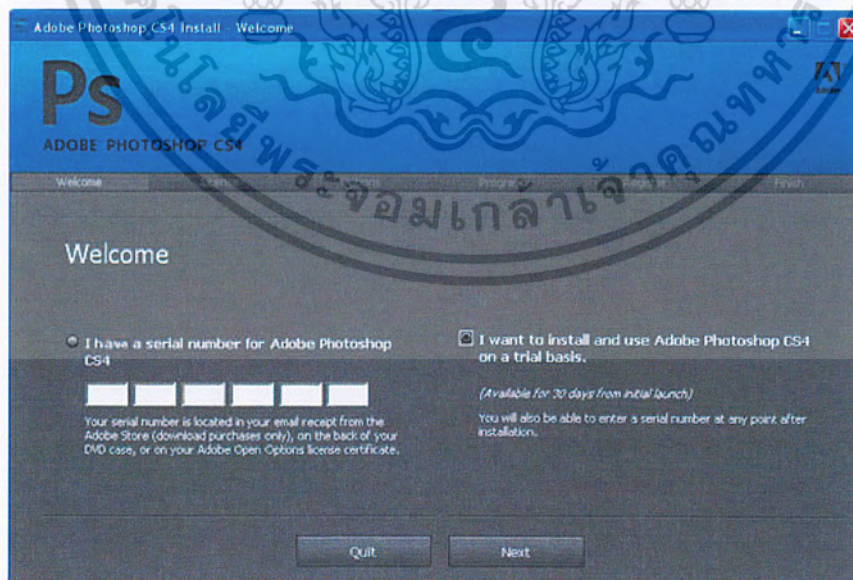 Adobe Photoshop CS4 Install - Welcome
Ps
Adobe
ADOBE PHOTOSHOP CS4
Welcome
Finish
Welcome
I have a serial number for Adobe Photoshop
CS4
Your serial number is located in your email receipt from the
Adobe Store (download purchases only), on the back of your
DVD case, or on your Adobe Open Options license certificate.
I want to install and use Adobe Photoshop CS4
on a trial basis.
(Available for 30 days from initial launch)
You will also be able to enter a serial number at any point after
installation.
Quit
Next